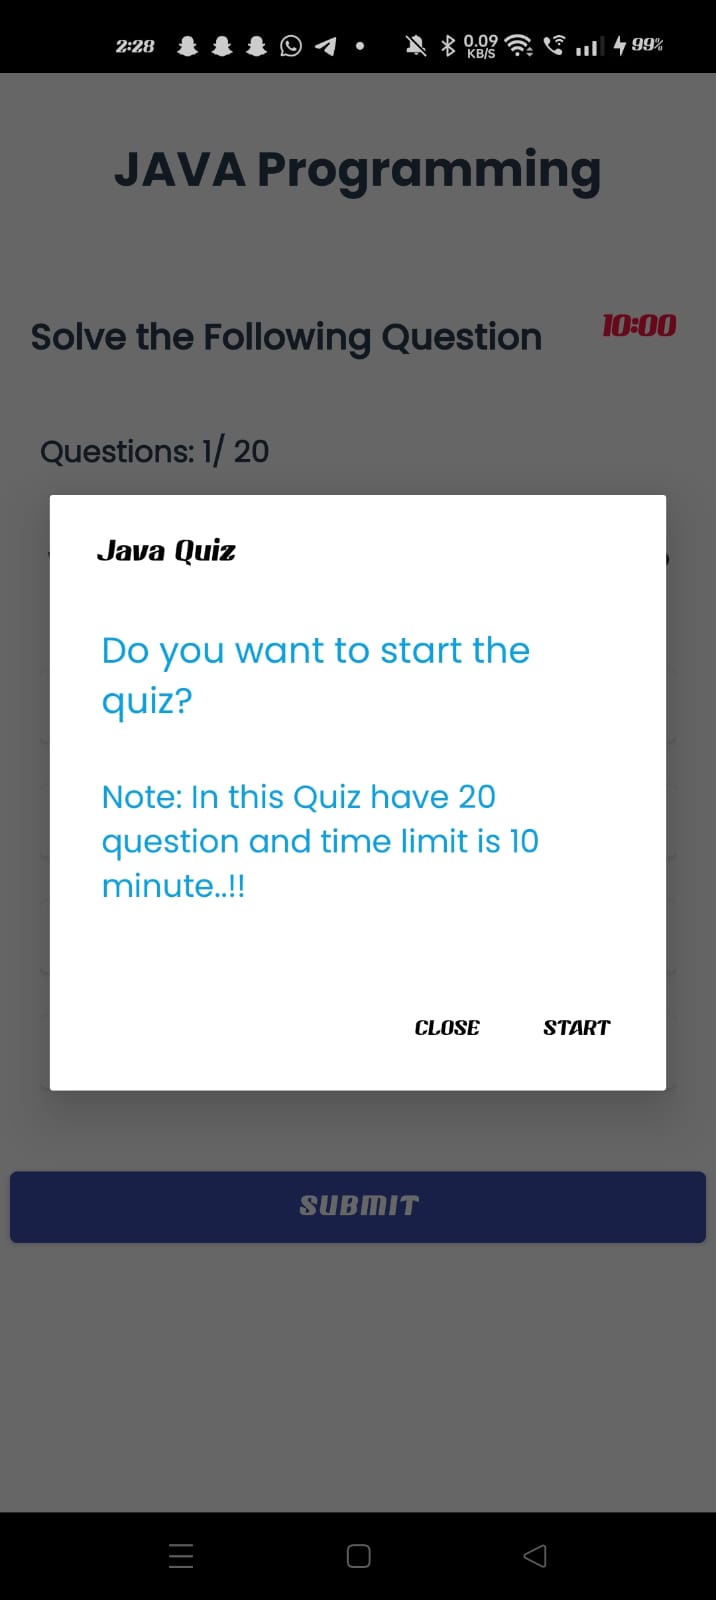 2:28 0.09 KB/S 99%
JAVA Programming
Solve the Following Question 10:00
Questions: 1/ 20
Java Quiz
Do you want to start the
quiz?
Note: In this Quiz have 20
question and time limit is 10
minute..!!
CLOSE START
SUBMIT